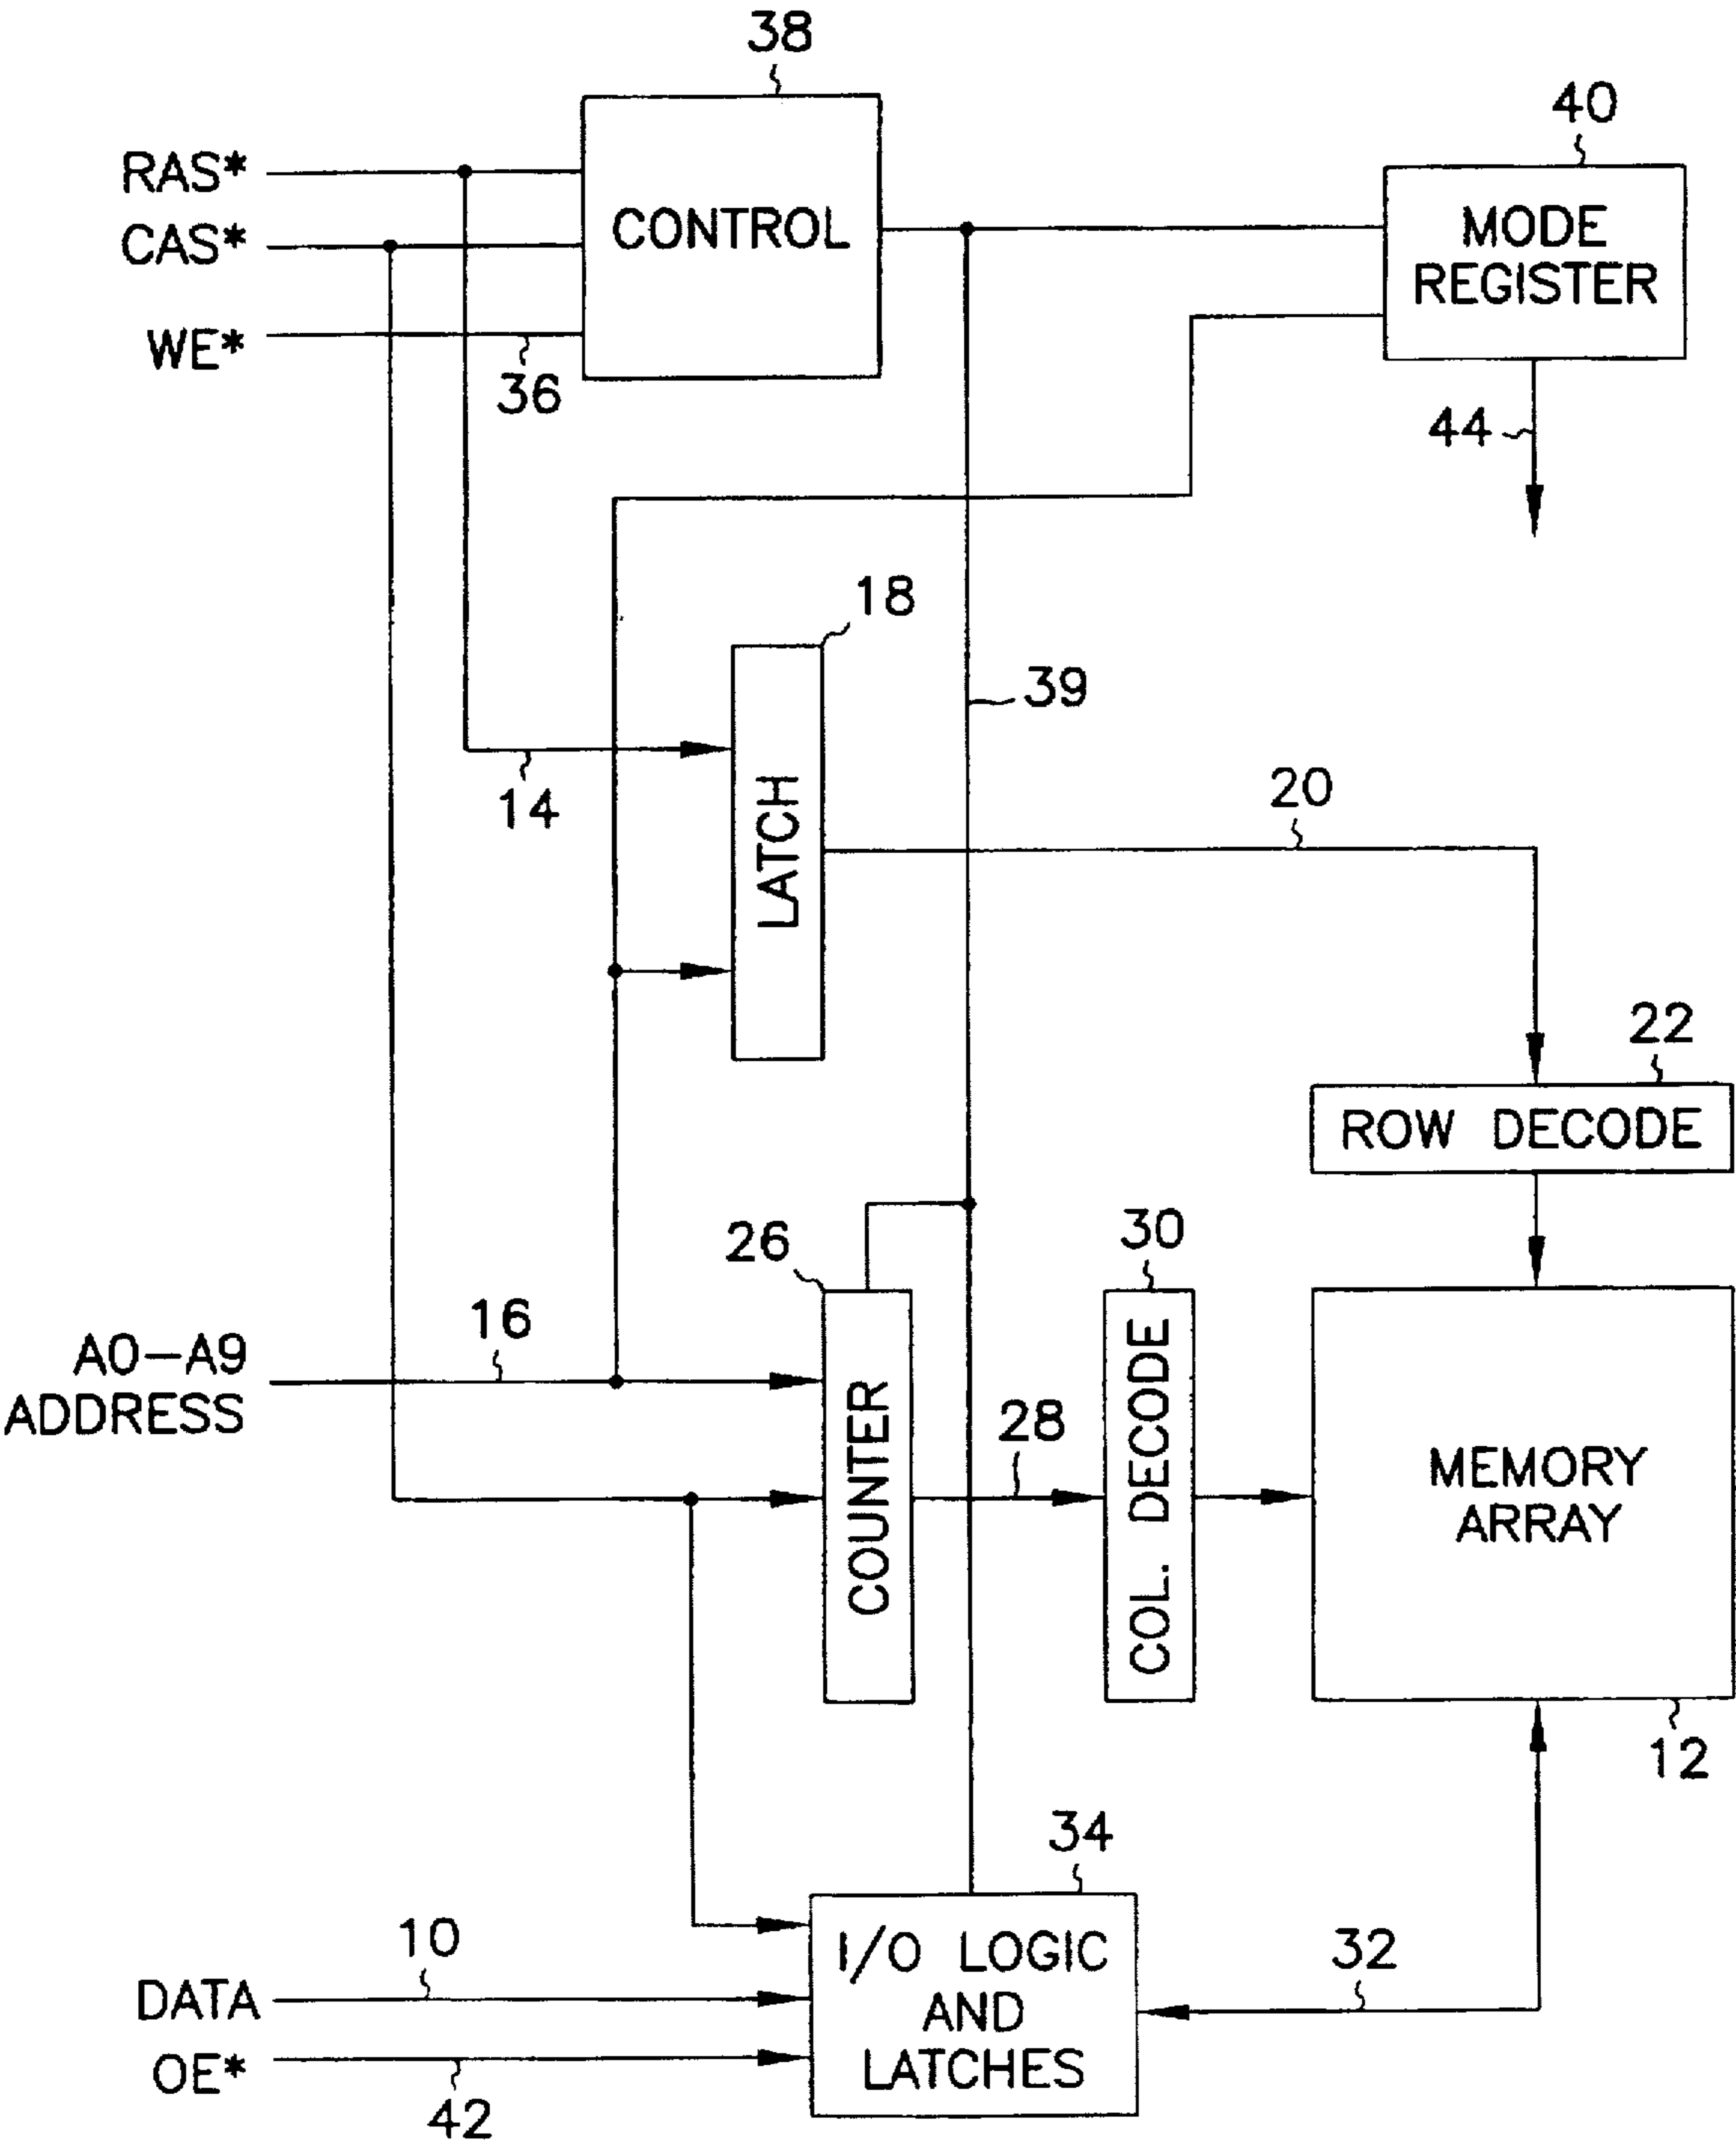 38
40
RAS*
CAS*
WE*
CONTROL
MODE
REGISTER
36
44
18
39
14
LATCH
20
22
ROW DECODE
26
30
A0-A9
ADDRESS
16
COUNTER
28
COL. DECODE
MEMORY
ARRAY
12
34
10
DATA
OE*
42
I/O LOGIC
AND
LATCHES
32